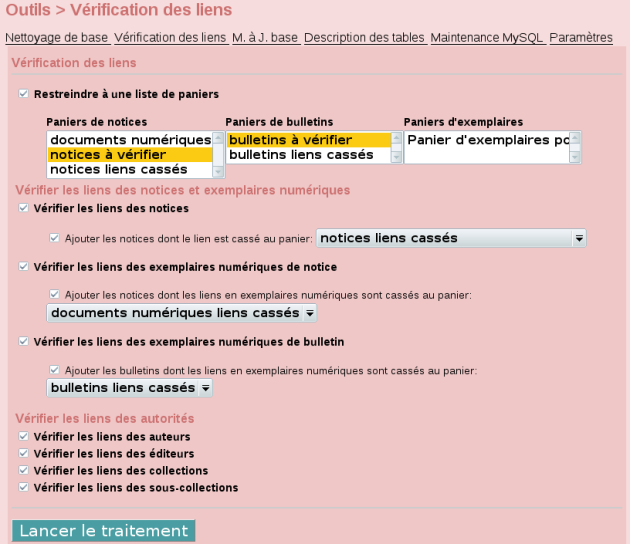 Outils > Vérification des liens
Nettoyage de base Vérification des liens M. à J. base Description des tables Maintenance MySQL Paramètres
Vérification des liens
Restreindre à une liste de paniers
Paniers de notices Paniers de bulletins Paniers d'exemplaires
documents numériques bulletins à vérifier Panier d'exemplaires po
notices à vérifier bulletins liens cassés
notices liens cassés
Vérifier les liens des notices et exemplaires numériques
Vérifier les liens des notices
Ajouter les notices dont le lien est cassé au panier: notices liens cassés
Vérifier les liens des exemplaires numériques de notice
Ajouter les notices dont les liens en exemplaires numériques sont cassés au panier:
documents numériques liens cassés
Vérifier les liens des exemplaires numériques de bulletin
Ajouter les bulletins dont les liens en exemplaires numériques sont cassés au panier:
bulletins liens cassés
Vérifier les liens des autorités
Vérifier les liens des auteurs
Vérifier les liens des éditeurs
Vérifier les liens des collections
Vérifier les liens des sous-collections
Lancer le traitement